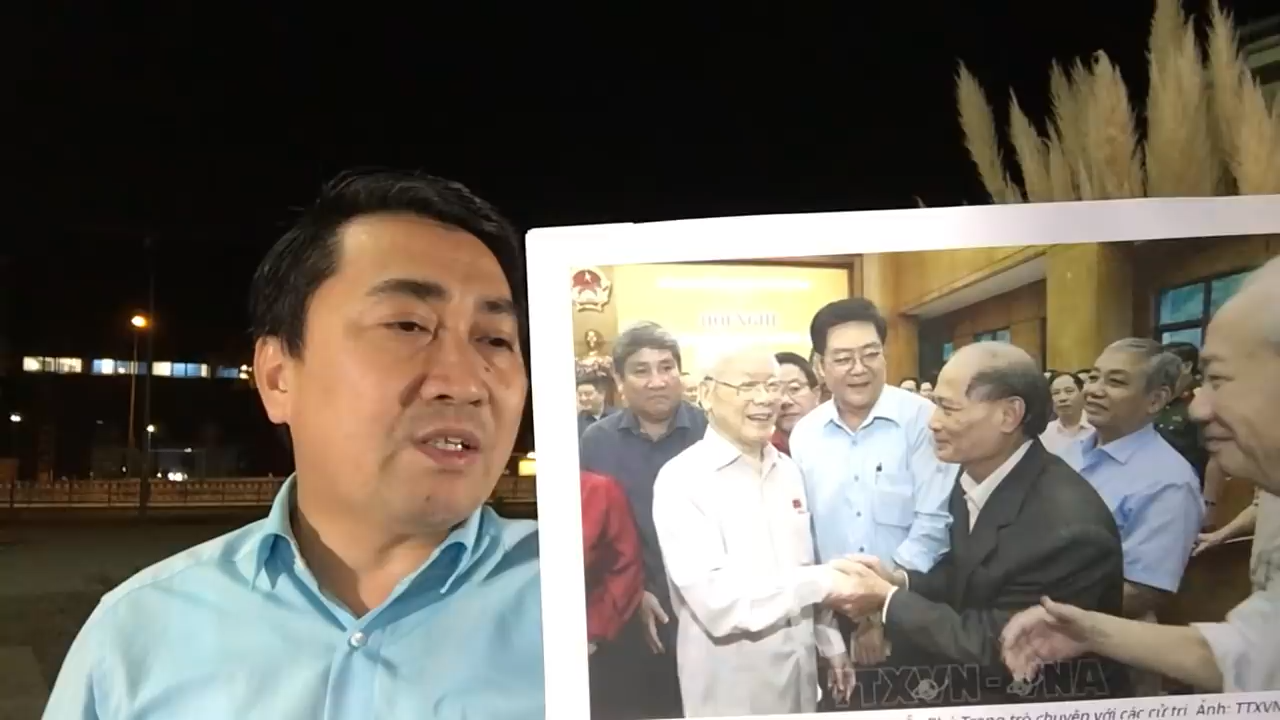 HỘI NGHỊ
TTXVN - VNA
Phú Trọng trò chuyện với các cử tri. Ảnh: TTXVN